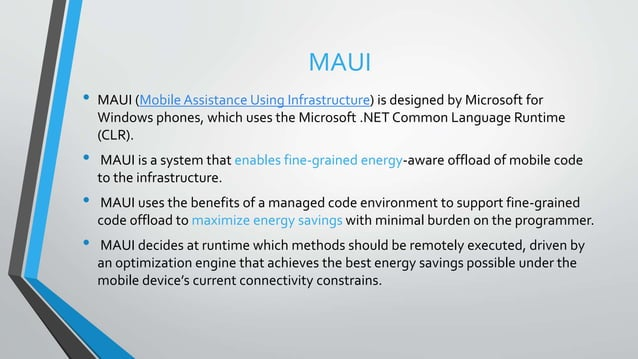 MAUI
• MAUI (Mobile Assistance Using Infrastructure) is designed by Microsoft for
Windows phones, which uses the Microsoft .NET Common Language Runtime
(CLR).
• MAUI is a system that enables fine-grained energy-aware offload of mobile code
to the infrastructure.
• MAUI uses the benefits of a managed code environment to support fine-grained
code offload to maximize energy savings with minimal burden on the programmer.
• MAUI decides at runtime which methods should be remotely executed, driven by
an optimization engine that achieves the best energy savings possible under the
mobile device's current connectivity constrains.